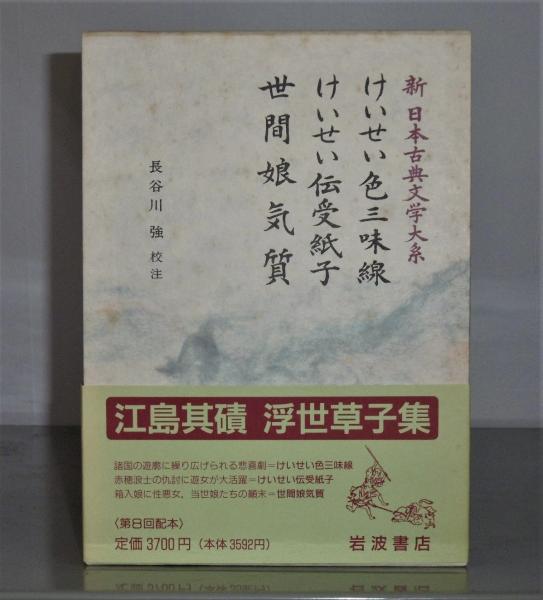 新 日本古典文学大系
けいせい色三味線
けいせい伝受紙子
世間娘気質
長谷川 強 校注
江島其磧 浮世草子集
諸国の遊廓に繰り広げられる悲喜劇=けいせい色三味線
赤穂浪士の仇討に遊女が大活躍=けいせい伝受紙子
箱入娘に性悪女、当世娘たちの顚末=世間娘気質
〈第8回配本〉
定価3700円(本体3592円)
岩波書店